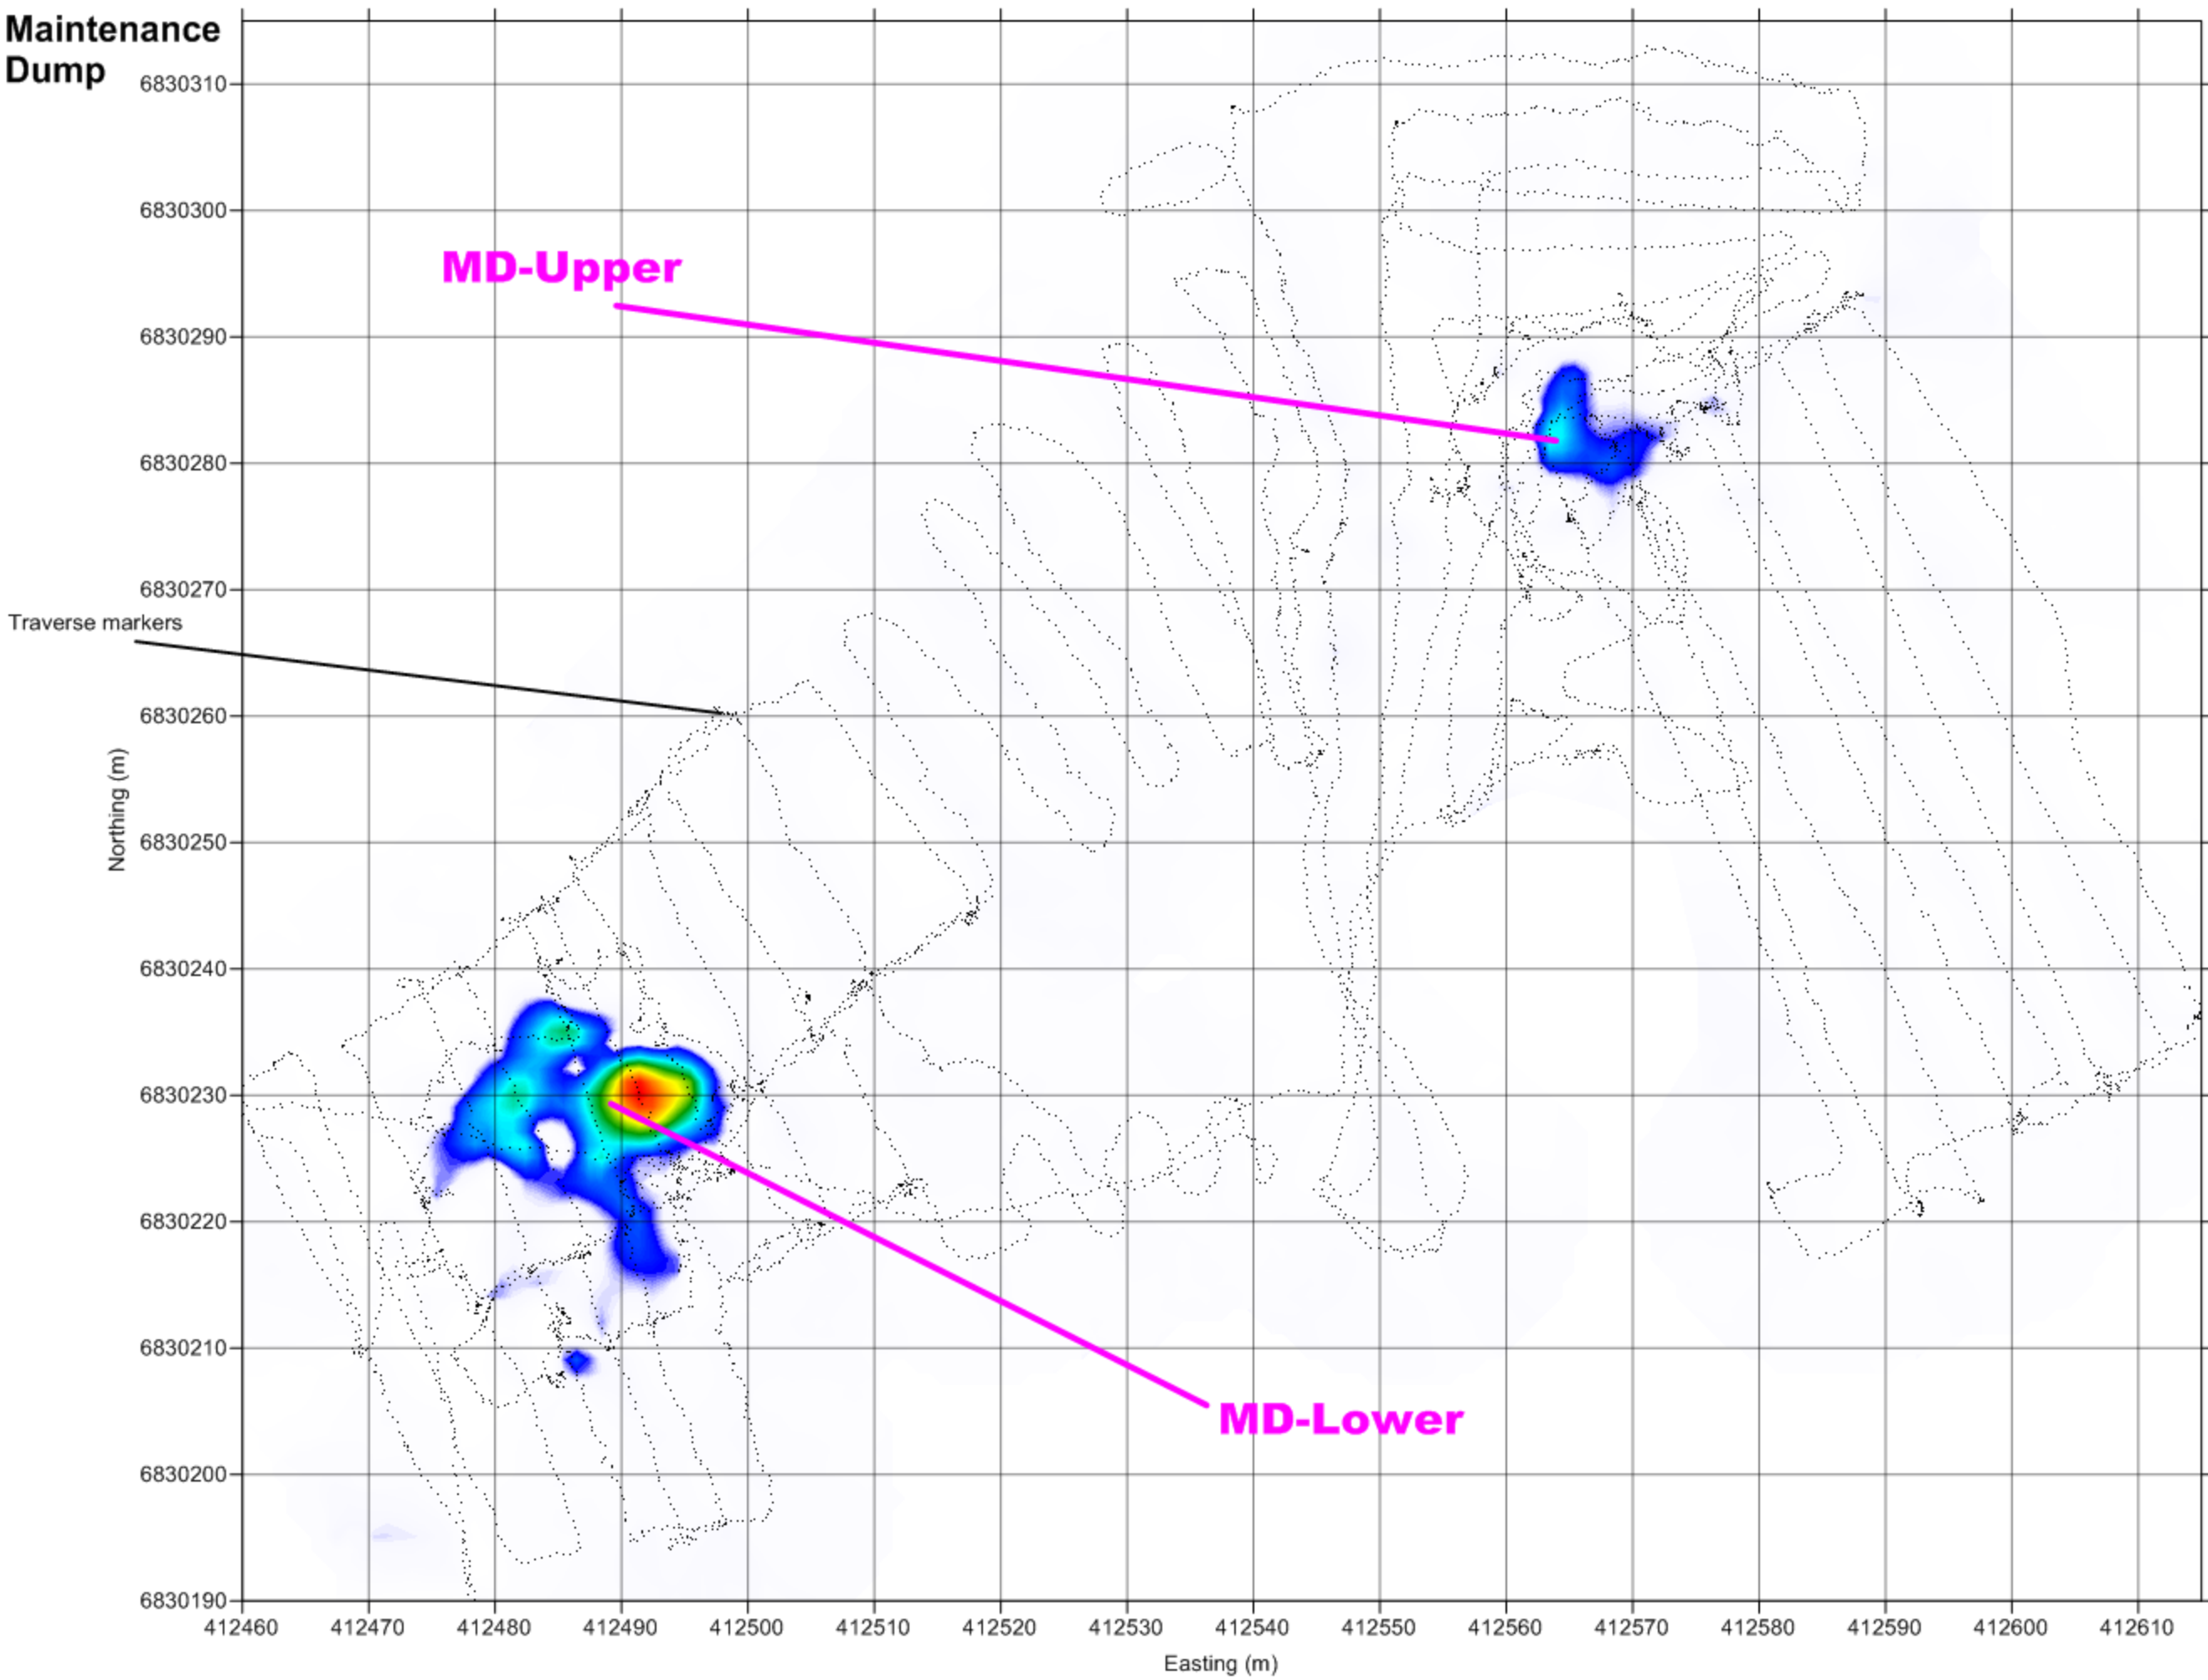 Maintenance
Dump
6830310
6830300
MD-Upper
6830290
6830280
6830270
Traverse markers
6830260
Northing (m)
6830250
6830240
6830230
6830220
6830210
MD-Lower
6830200
6830190
412460 412470 412480 412490 412500 412510 412520 412530 412540 412550 412560 412570 412580 412590 412600 412610
Easting (m)